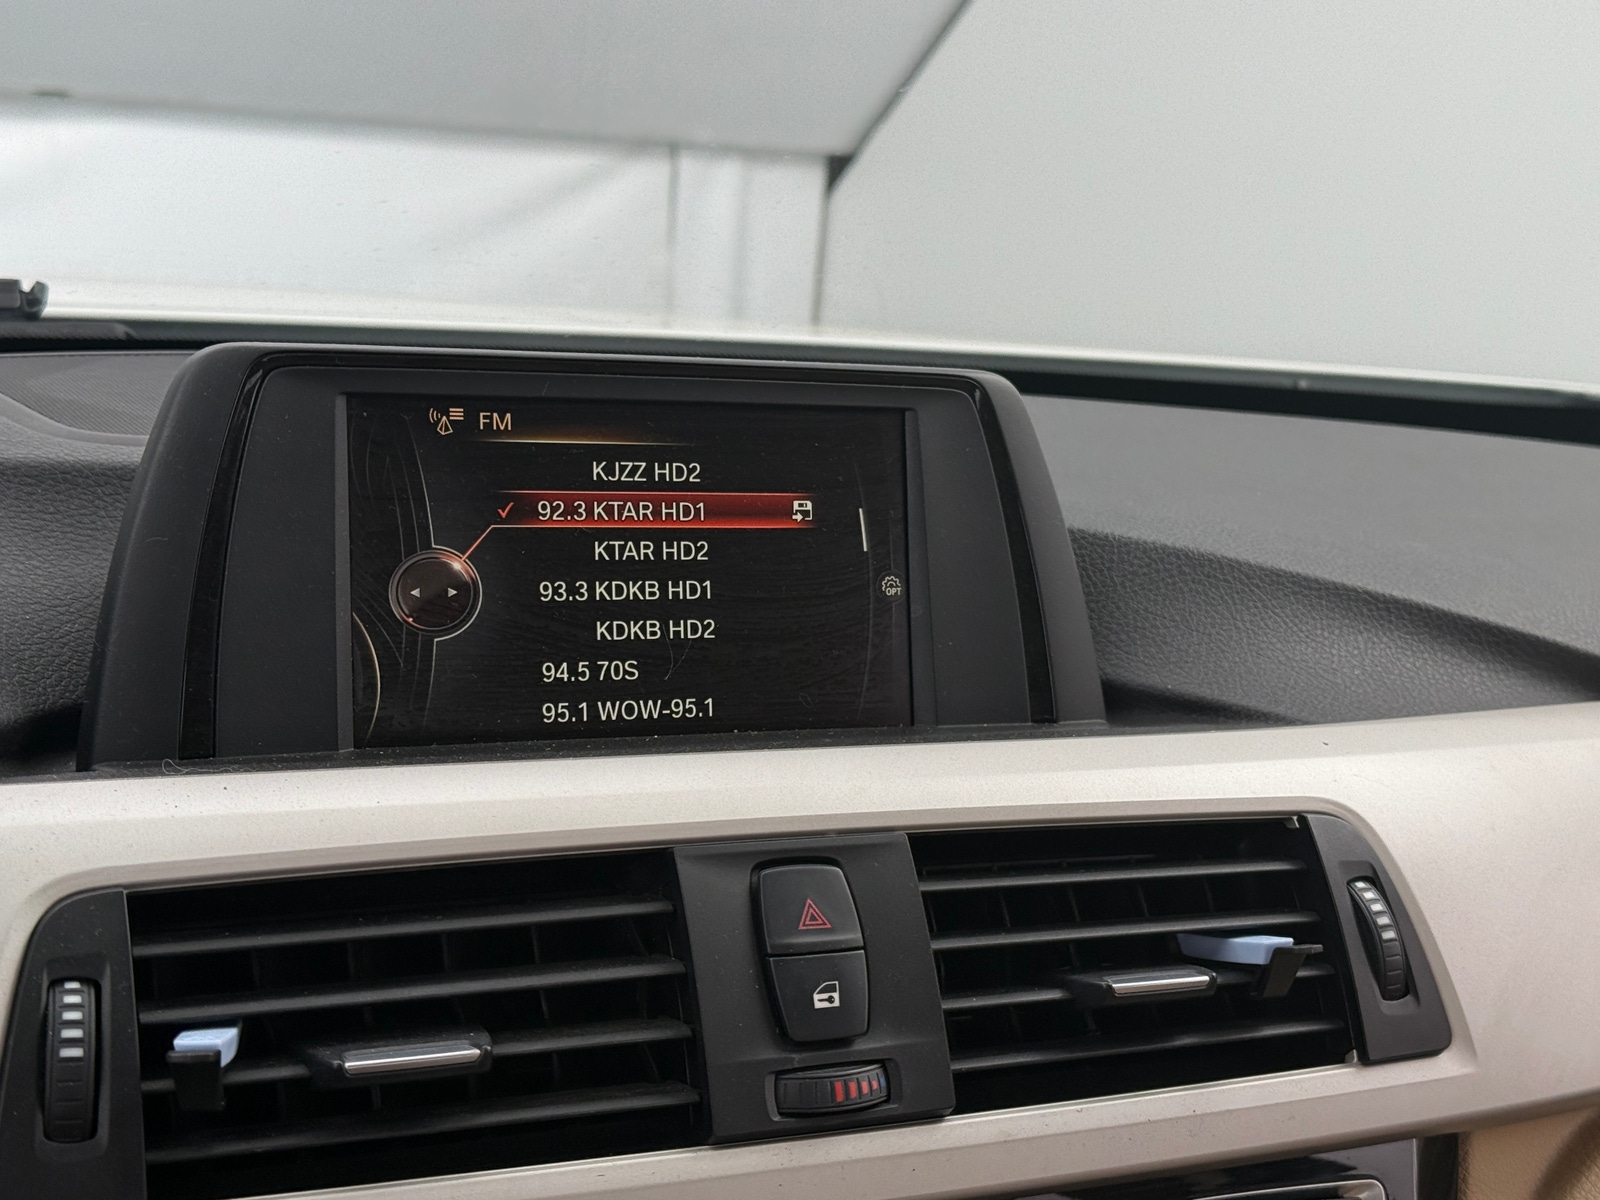 FM
KJZZ HD2
92.3 KTAR HD1
KTAR HD2
93.3 KDKB HD1
KDKB HD2
OPT
94.5 70S
95.1 WOW-95.1